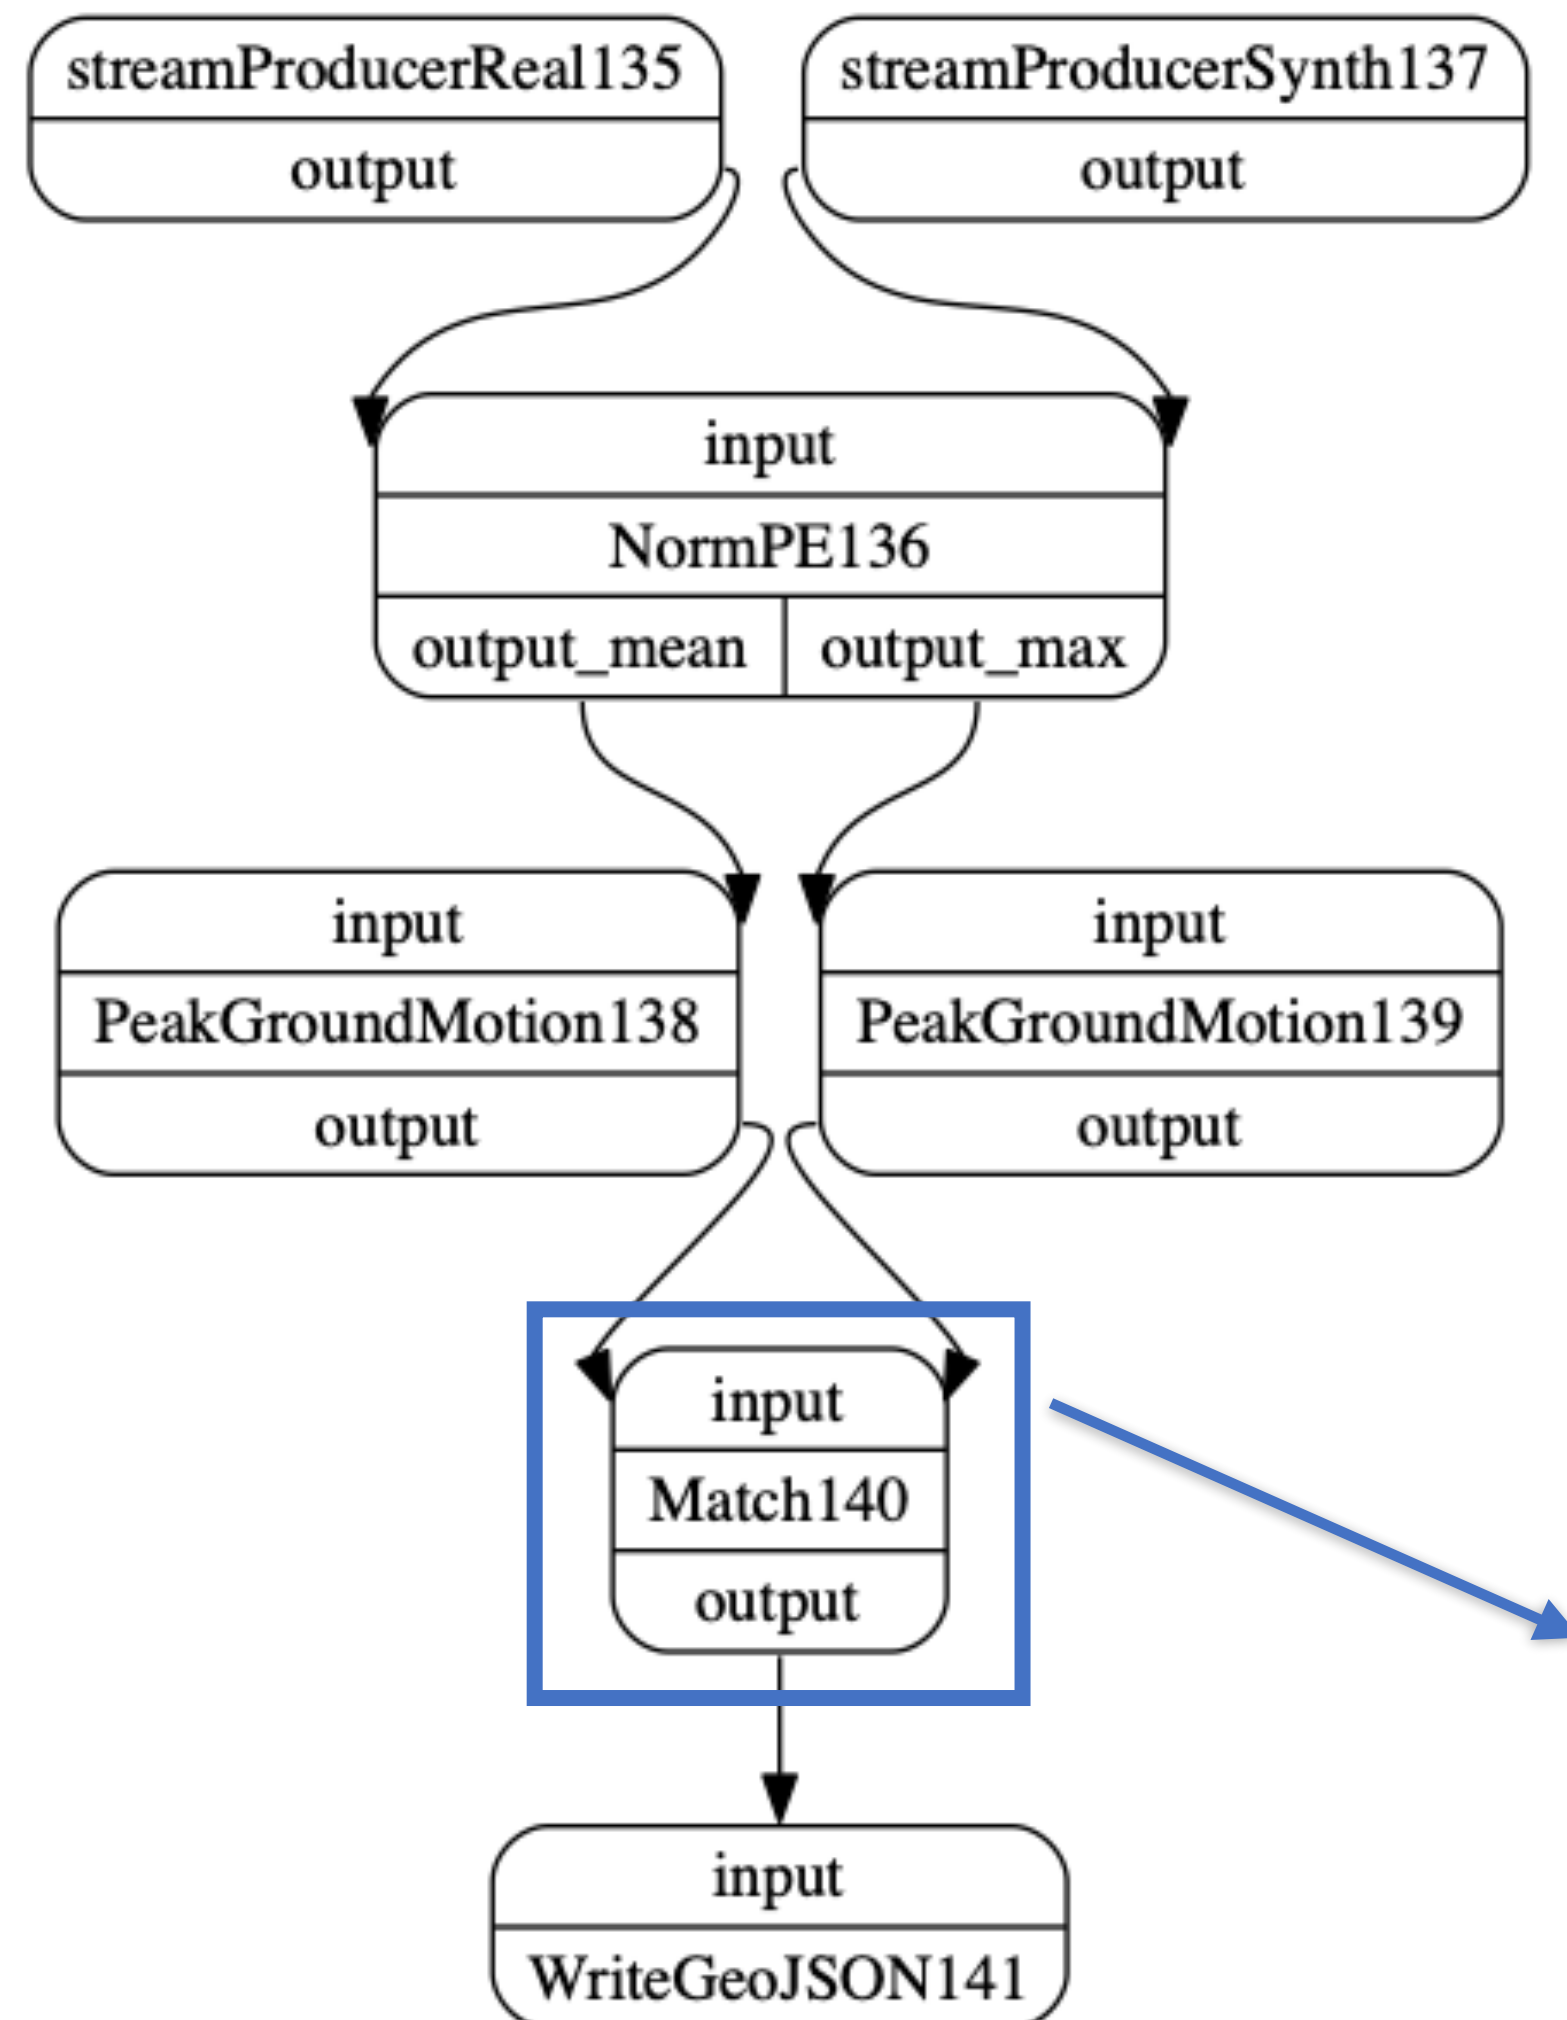 streamProducerReal135
streamProducerSynth137
output
output
input
NormPE136
output_mean
output_max
input
input
PeakGroundMotion138
PeakGroundMotion139
output
output
input
Match140
output
input
WriteGeoJSON141